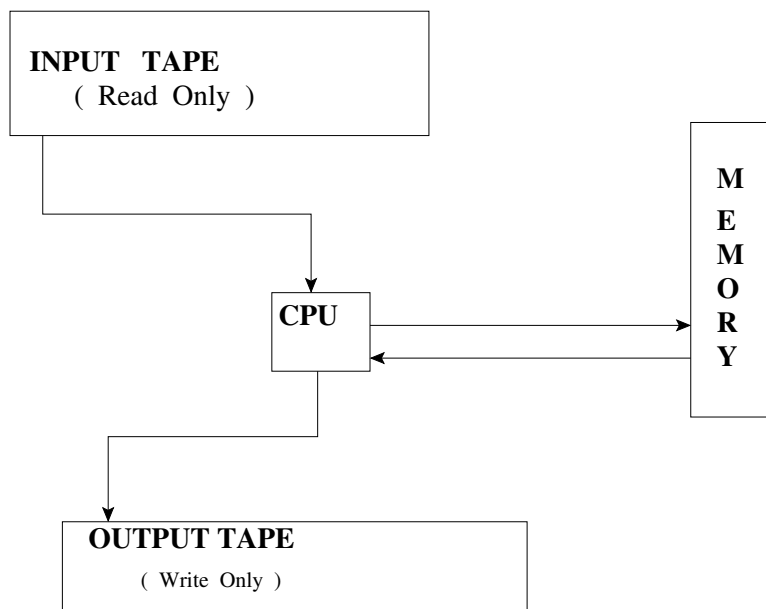 INPUT TAPE
( Read Only )
M
E
M
O
R
Y
CPU
OUTPUT TAPE
( Write Only )